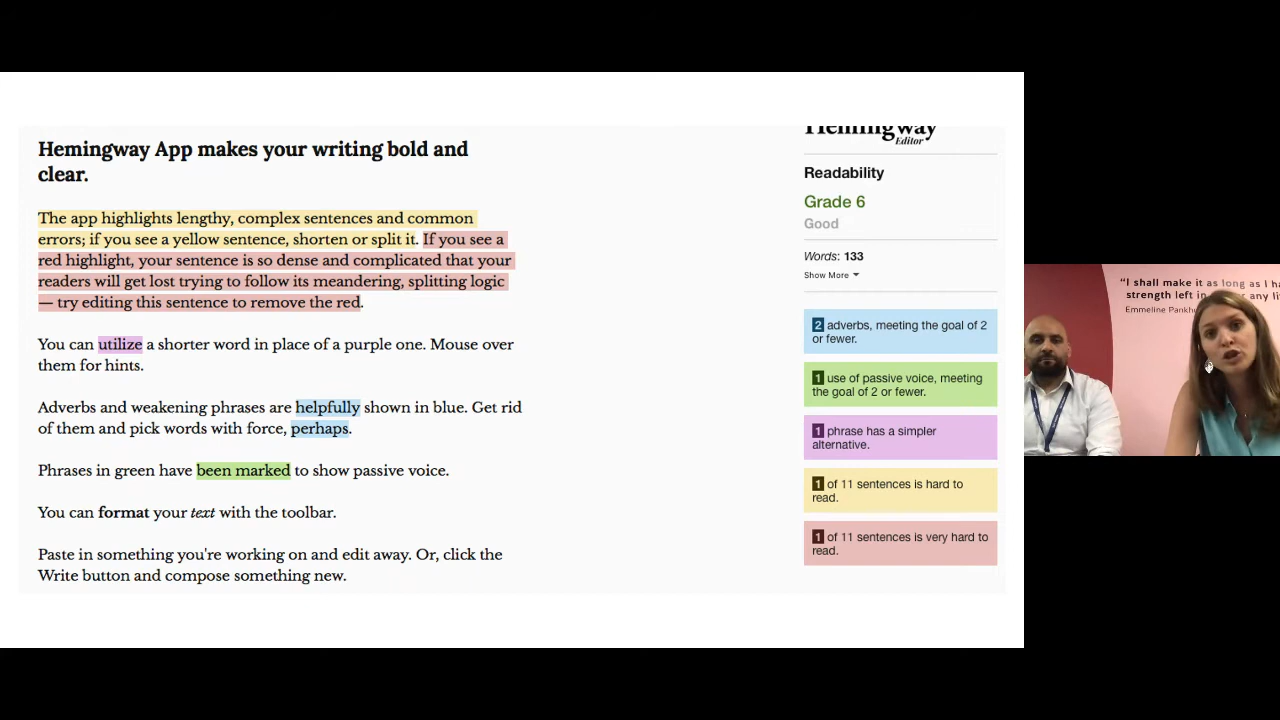 Hemingway App makes your writing bold and
clear.
The app highlights lengthy, complex sentences and common
errors; if you see a yellow sentence, shorten or split it. If you see a
red highlight, your sentence is so dense and complicated that your
readers will get lost trying to follow its meandering, splitting logic
— try editing this sentence to remove the red.
You can utilize a shorter word in place of a purple one. Mouse over
them for hints.
Adverbs and weakening phrases are helpfully shown in blue. Get rid
of them and pick words with force, perhaps.
Phrases in green have been marked to show passive voice.
You can format your text with the toolbar.
Paste in something you're working on and edit away. Or, click the
Write button and compose something new.
Hemingway
Editor
Readability
Grade 6
Good
Words: 133
Show More
2 adverbs, meeting the goal of 2
or fewer.
1 use of passive voice, meeting
the goal of 2 or fewer.
1 phrase has a simpler
alternative.
1 of 11 sentences is hard to
read.
1 of 11 sentences is very hard to
read.
“I shall make it as long as I ha
strength left in any li
Emmeline Pankhu